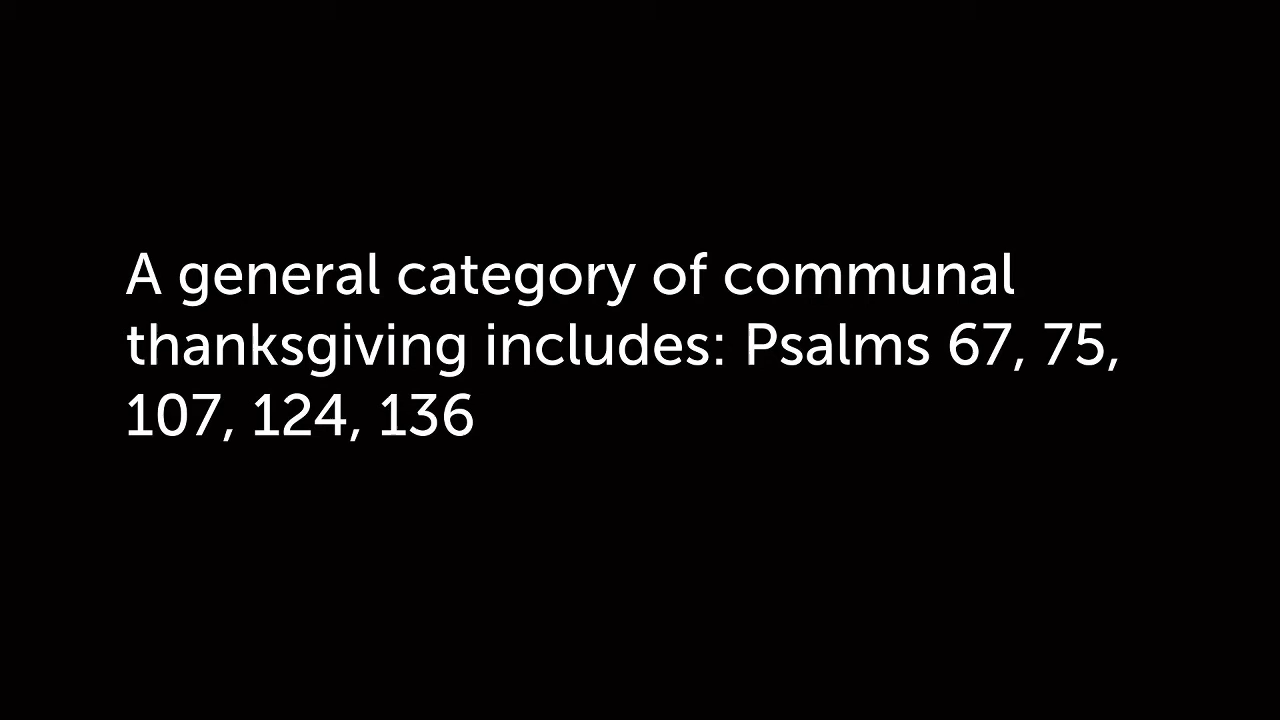 A general category of communal
thanksgiving includes: Psalms 67, 75,
107, 124, 136